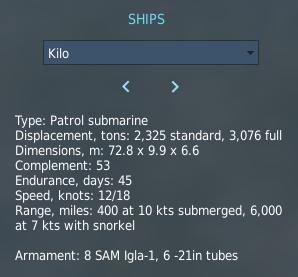 SHIPS
Kilo
Type: Patrol submarine
Displacement, tons: 2,325 standard, 3,076 full
Dimensions, m: 72.8 x 9.9 x 6.6
Complement: 53
Endurance, days: 45
Speed, knots: 12/18
Range, miles: 400 at 10 kts submerged, 6,000
at 7 kts with snorkel
Armament: 8 SAM Igla-1, 6 -21in tubes